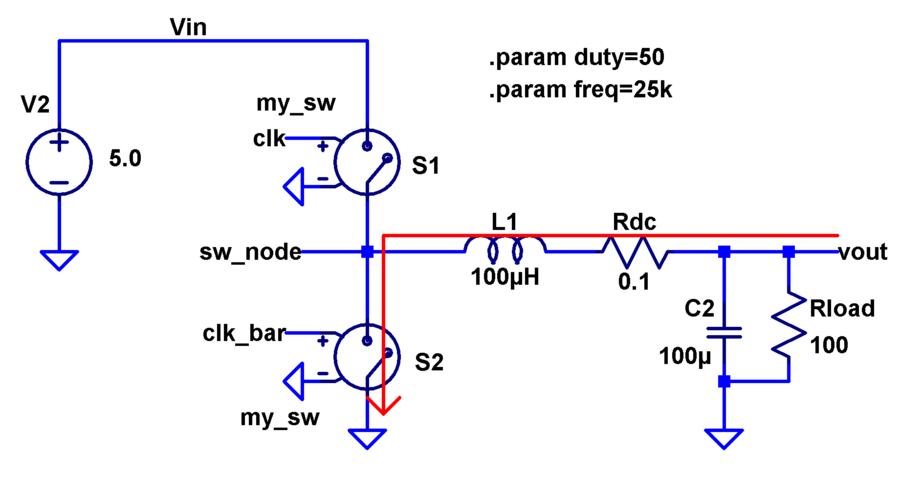 Vin
.param duty=50
.param freq=25k
V2
5.0
my_sw
clk
+
−
S1
sw_node
L1
100µH
Rdc
0.1
vout
clk_bar
+
−
S2
my_sw
C2
100µ
Rload
100